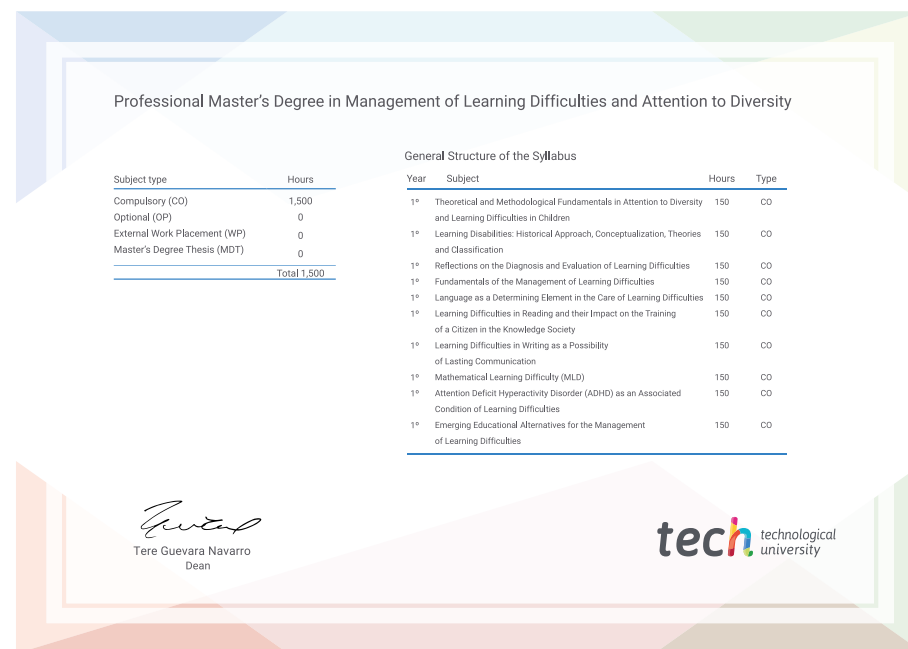 Professional Master's Degree in Management of Learning Difficulties and Attention to Diversity
Subject type Hours
Compulsory (CO) 1,500
Optional (OP) 0
External Work Placement (WP) 0
Master's Degree Thesis (MDT) 0
Total 1,500
General Structure of the Syllabus
Year Subject Hours Type
1º Theoretical and Methodological Fundamentals in Attention to Diversity 150 CO
and Learning Difficulties in Children
1º Learning Disabilities: Historical Approach, Conceptualization, Theories 150 CO
and Classification
1º Reflections on the Diagnosis and Evaluation of Learning Difficulties 150 CO
1º Fundamentals of the Management of Learning Difficulties 150 CO
1º Language as a Determining Element in the Care of Learning Difficulties 150 CO
1º Learning Difficulties in Reading and their Impact on the Training 150 CO
of a Citizen in the Knowledge Society
1º Learning Difficulties in Writing as a Possibility 150 CO
of Lasting Communication
1º Mathematical Learning Difficulty (MLD) 150 CO
1º Attention Deficit Hyperactivity Disorder (ADHD) as an Associated 150 CO
Condition of Learning Difficulties
1º Emerging Educational Alternatives for the Management 150 CO
of Learning Difficulties
Tere Guevara Navarro
Dean
tech technological
university